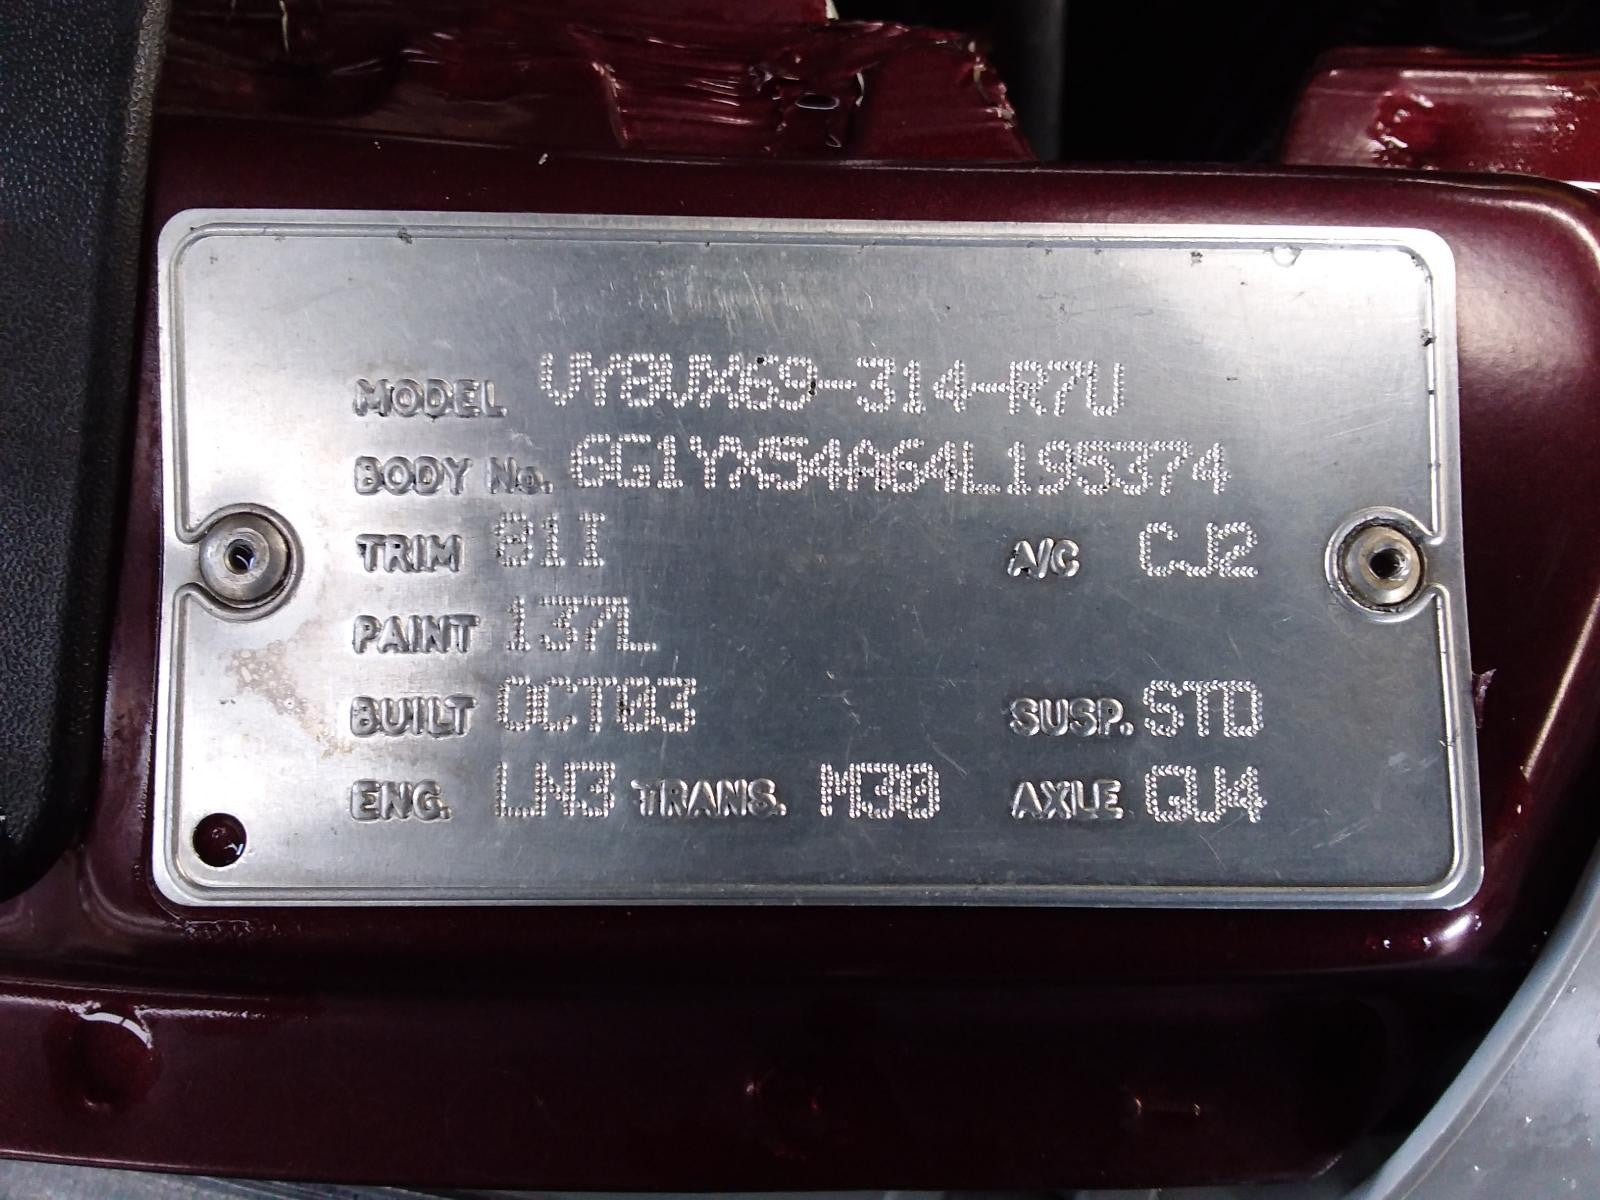 MODEL VY8VX69-314-R7U
BODY No. 6G1YX54A64L195374
TRIM 81I A/C CJ2
PAINT 137L
BUILT OCT03 SUSP. STD
ENG. LN3 TRANS. M30 AXLE GU4